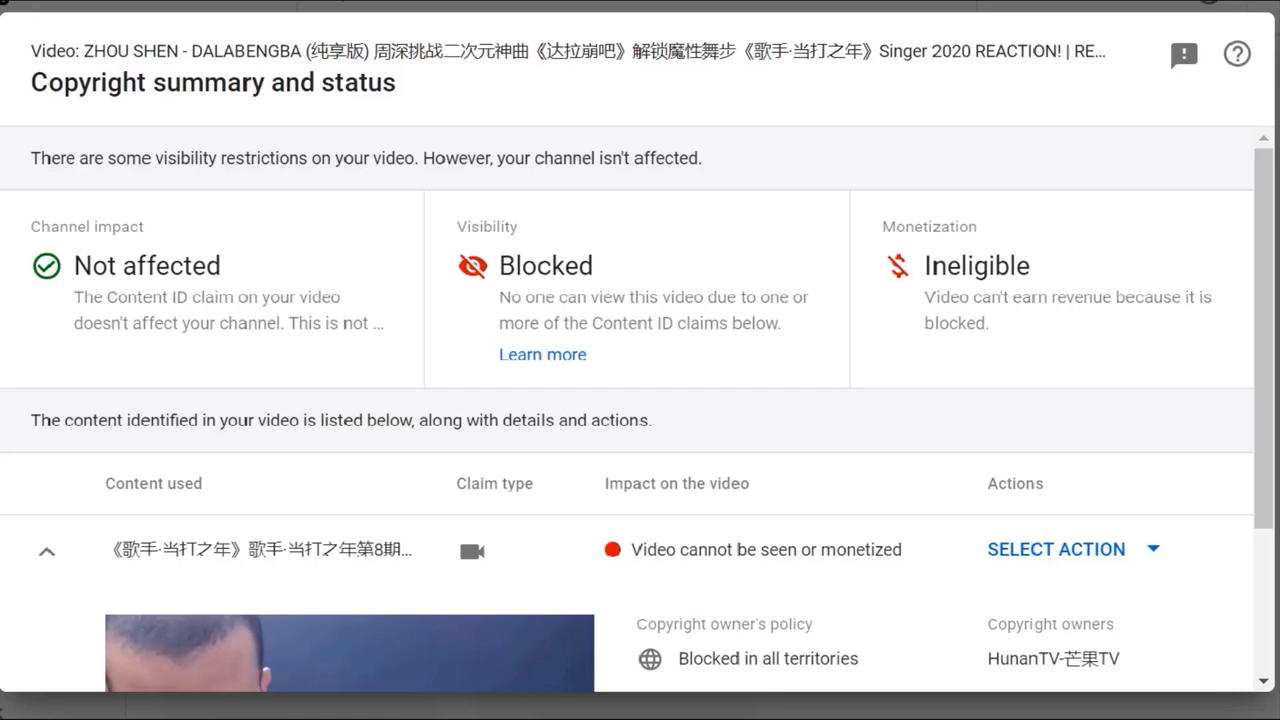 Video: ZHOU SHEN - DALABENGBA (纯享版) 周深挑战二次元神曲《达拉崩吧》解锁魔性舞步《歌手·当打之年》Singer 2020 REACTION! | RE...
Copyright summary and status
There are some visibility restrictions on your video. However, your channel isn't affected.
Channel impact
Not affected
The Content ID claim on your video
doesn't affect your channel. This is not ...
Visibility
Blocked
No one can view this video due to one or
more of the Content ID claims below.
Learn more
Monetization
Ineligible
Video can't earn revenue because it is
blocked.
The content identified in your video is listed below, along with details and actions.
Content used
Claim type
Impact on the video
Actions
《歌手·当打之年》歌手·当打之年第8期...
Video cannot be seen or monetized
SELECT ACTION
Copyright owner's policy
Blocked in all territories
Copyright owners
HunanTV-芒果TV